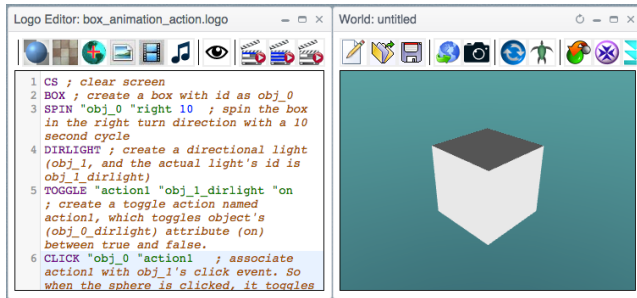 Logo Editor: box_animation_action.logo
World: untitled
1 CS ; clear screen
2 BOX ; create a box with id as obj_0
3 SPIN "obj_0 "right 10 ; spin the box
in the right turn direction with a 10
second cycle
4 DIRLIGHT ; create a directional light
(obj_1, and the actual light's id is
obj_1_dirlight)
5 TOGGLE "action1 "obj_1_dirlight "on
; create a toggle action named
action1, which toggles object's
(obj_0_dirlight) attribute (on)
between true and false.
6 CLICK "obj_0 "action1 ; associate
action1 with obj_1's click event. So
when the sphere is clicked, it toggles